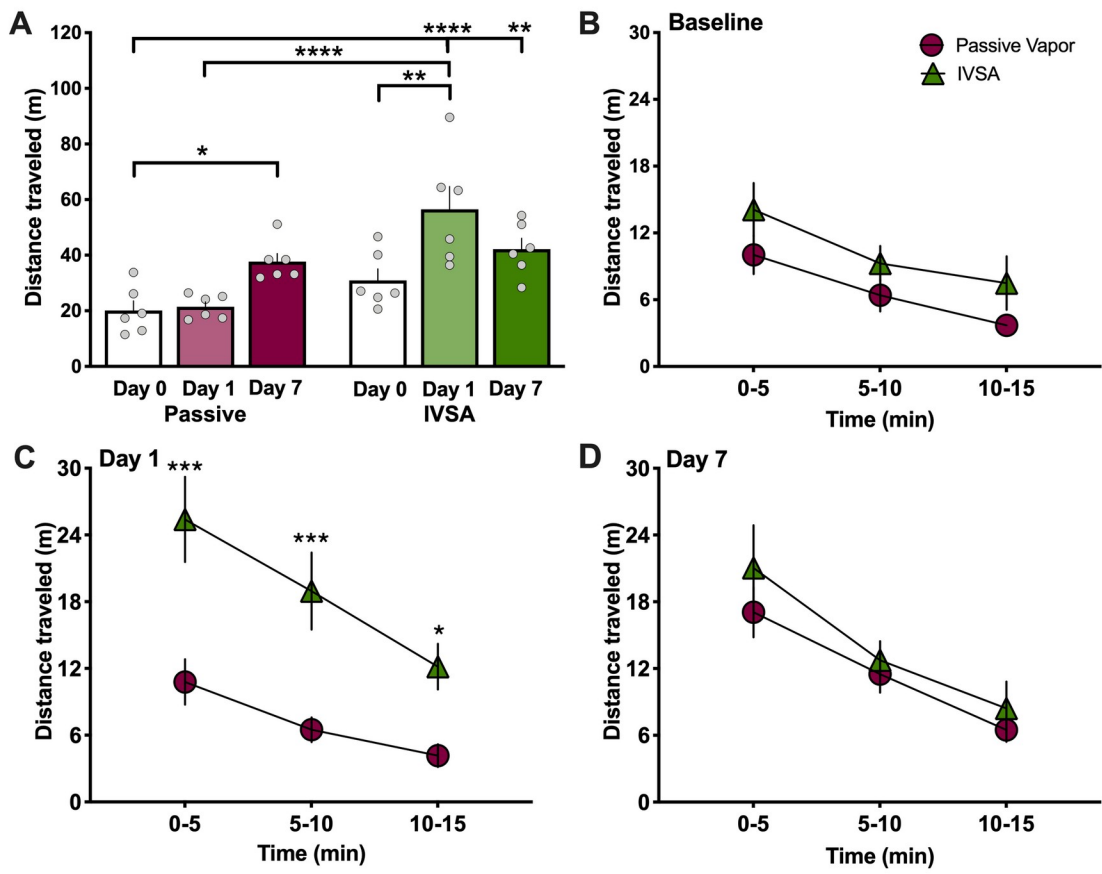 A
Distance traveled (m)
120
100
80
60
40
20
0
****
**
****
**
*
Day 0 Day 1 Day 7 Day 0 Day 1 Day 7
Passive IVSA
B Baseline
Passive Vapor
IVSA
Distance traveled (m)
30
24
18
12
6
0
0-5 5-10 10-15
Time (min)
C Day 1
***
***
*
Distance traveled (m)
30
24
18
12
6
0
0-5 5-10 10-15
Time (min)
D Day 7
Distance traveled (m)
30
24
18
12
6
0
0-5 5-10 10-15
Time (min)